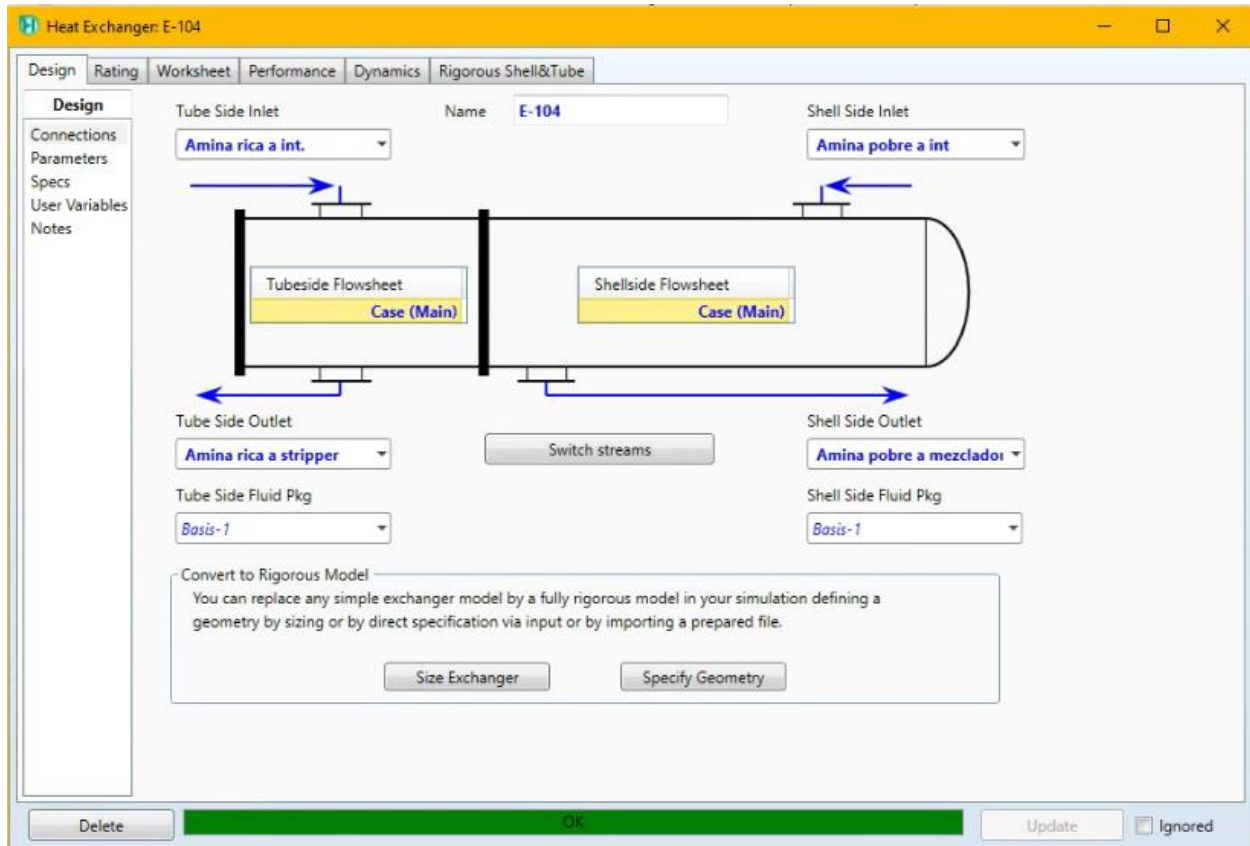 Heat Exchanger: E-104
Design Rating Worksheet Performance Dynamics Rigorous Shell&Tube
Design
Connections
Parameters
Specs
User Variables
Notes
Tube Side Inlet
Name E-104
Shell Side Inlet
Amina rica a int.
Amina pobre a int
Tubeside Flowsheet
Case (Main)
Shellside Flowsheet
Case (Main)
Tube Side Outlet
Shell Side Outlet
Amina rica a stripper
Switch streams
Amina pobre a mezclador
Tube Side Fluid Pkg
Shell Side Fluid Pkg
Basis-1
Basis-1
Convert to Rigorous Model
You can replace any simple exchanger model by a fully rigorous model in your simulation defining a
geometry by sizing or by direct specification via input or by importing a prepared file.
Size Exchanger
Specify Geometry
Delete
OK
Update
Ignored